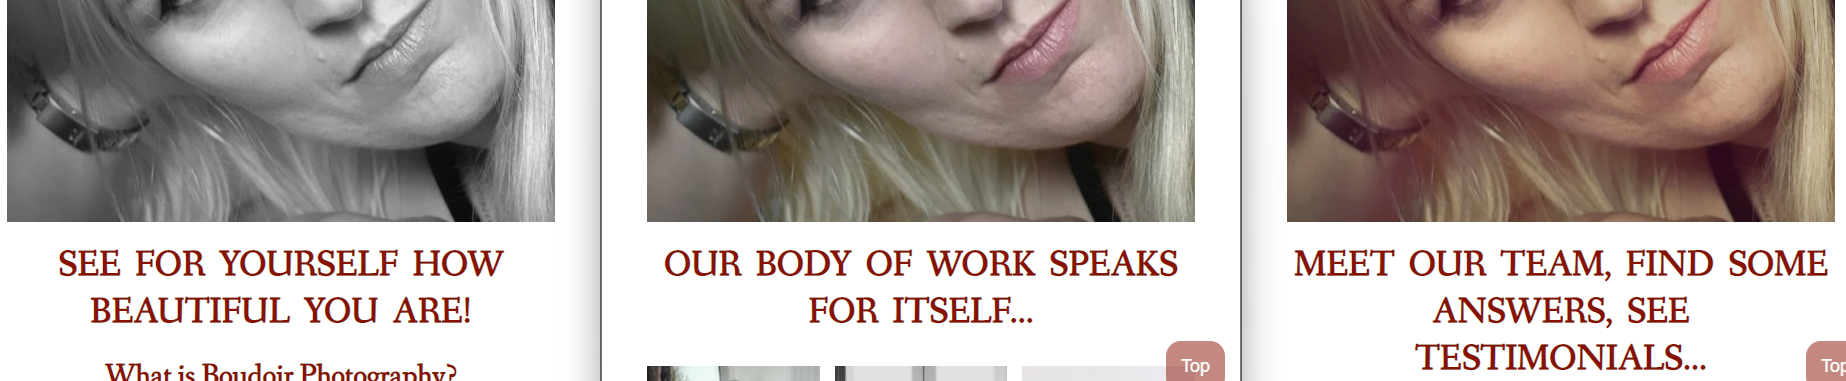 SEE FOR YOURSELF HOW
BEAUTIFUL YOU ARE!
What is Boudoir Photography?
OUR BODY OF WORK SPEAKS
FOR ITSELF...
Top
MEET OUR TEAM, FIND SOME
ANSWERS, SEE
TESTIMONIALS...
Top